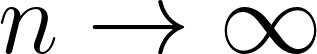 n → ∞